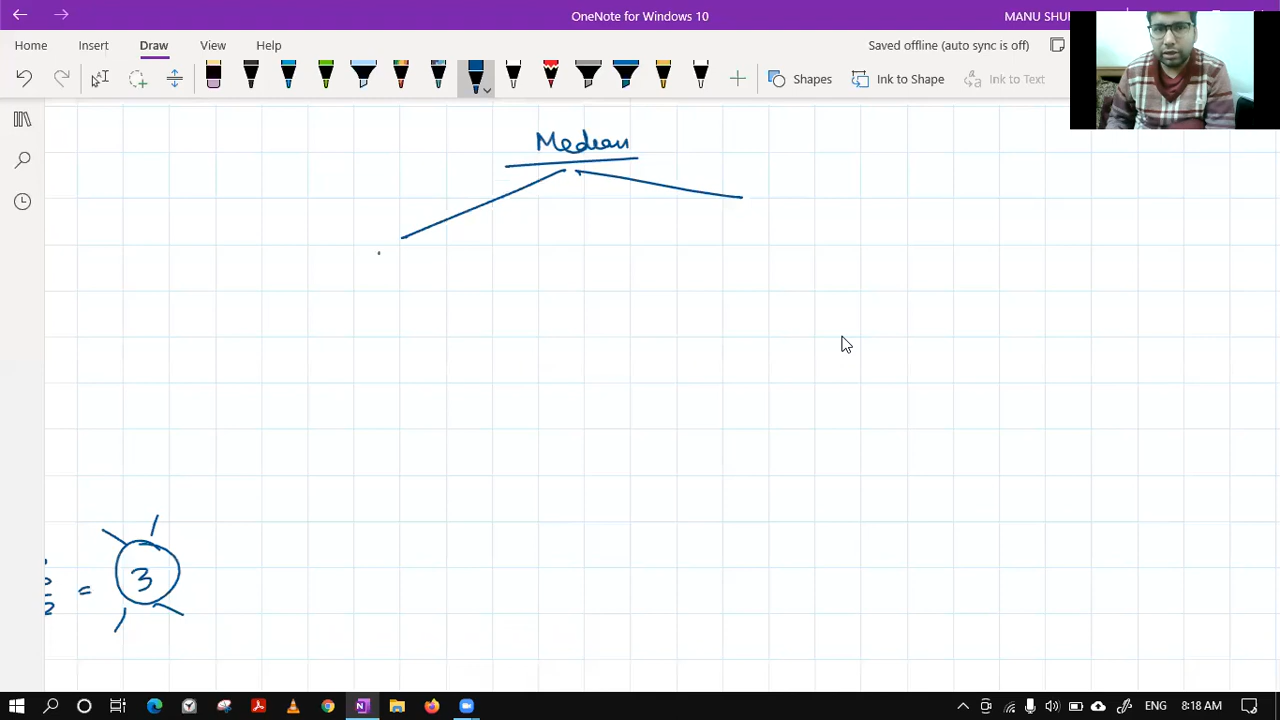 OneNote for Windows 10
MANU SHU
Home Insert Draw View Help
Saved offline (auto sync is off)
Shapes Ink to Shape Ink to Text
Median
= 3
ENG 8:18 AM